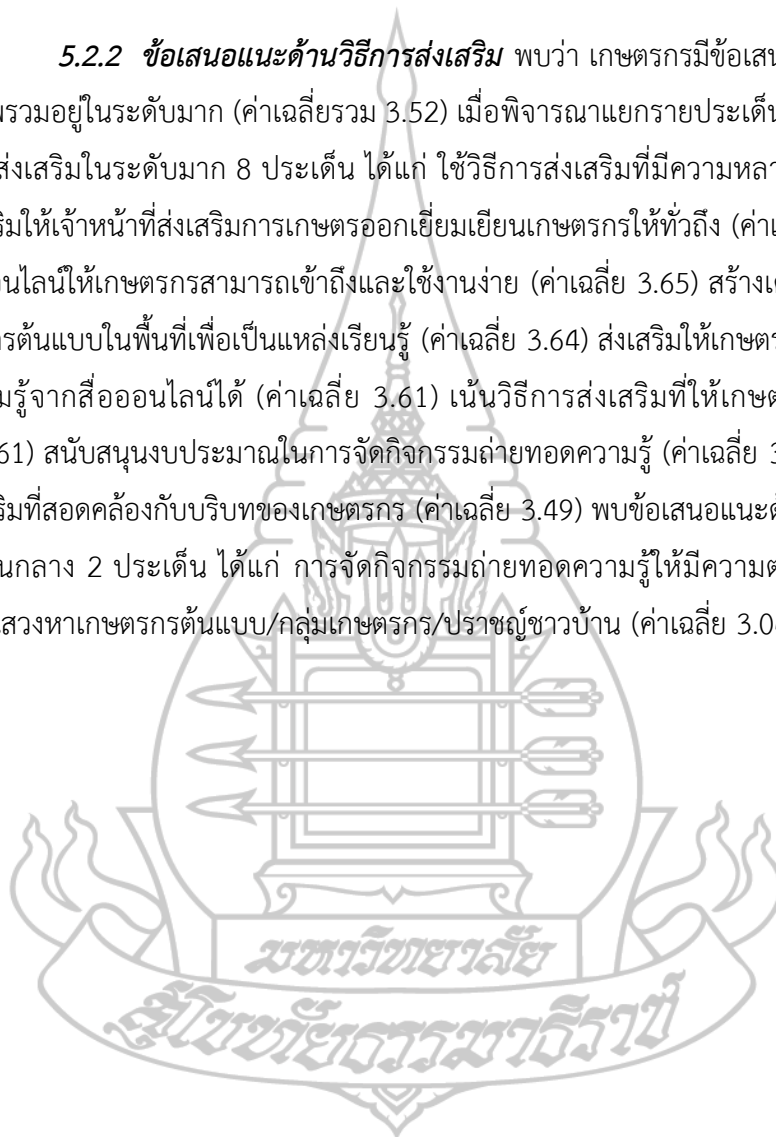 5.2.2 ข้อเสนอแนะด้านวิธีการส่งเสริม พบว่า เกษตรกรมีข้อเสน
พรวมอยู่ในระดับมาก (ค่าเฉลี่ยรวม 3.52) เมื่อพิจารณาแยกรายประเด็น
ส่งเสริมในระดับมาก 8 ประเด็น ได้แก่ ใช้วิธีการส่งเสริมที่มีความหลา
ริมให้เจ้าหน้าที่ส่งเสริมการเกษตรออกเยี่ยมเยียนเกษตรกรให้ทั่วถึง (ค่าเ
อนไลน์ให้เกษตรกรสามารถเข้าถึงและใช้งานง่าย (ค่าเฉลี่ย 3.65) สร้างเ
รต้นแบบในพื้นที่เพื่อเป็นแหล่งเรียนรู้ (ค่าเฉลี่ย 3.64) ส่งเสริมให้เกษตร
มรู้จากสื่อออนไลน์ได้ (ค่าเฉลี่ย 3.61) เน้นวิธีการส่งเสริมที่ให้เกษต
61) สนับสนุนงบประมาณในการจัดกิจกรรมถ่ายทอดความรู้ (ค่าเฉลี่ย 3
ริมที่สอดคล้องกับบริบทของเกษตรกร (ค่าเฉลี่ย 3.49) พบข้อเสนอแนะด้
นกลาง 2 ประเด็น ได้แก่ การจัดกิจกรรมถ่ายทอดความรู้ให้มีความต
สวงหาเกษตรกรต้นแบบ/กลุ่มเกษตรกร/ปราชญ์ชาวบ้าน (ค่าเฉลี่ย 3.0
มหาวิทยาลัย
สุโขทัยธรรมาธิราช